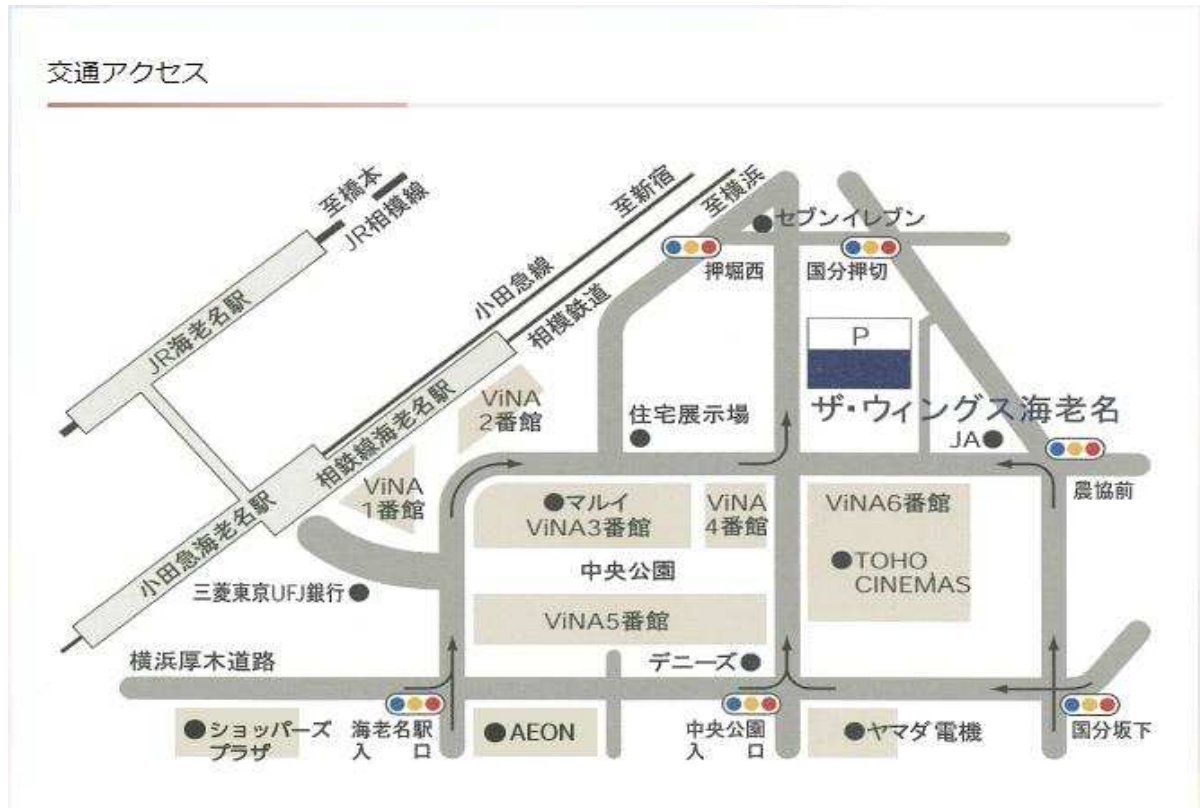 交通アクセス
至橋本
JR相模線
至新宿
至横浜
セブンイレブン
押堀西
国分押切
小田急線
相模鉄道
JR海老名駅
P
ViNA
2番館
住宅展示場
ザ・ウィングス海老名
JA
相鉄線海老名駅
ViNA
1番館
マルイ
ViNA3番館
ViNA
4番館
ViNA6番館
農協前
小田急海老名駅
中央公園
TOHO
CINEMAS
三菱東京UFJ銀行
ViNA5番館
横浜厚木道路
デニーズ
ショッパーズ
プラザ
海老名駅
入 口
AEON
中央公園
入 口
ヤマダ電機
国分坂下